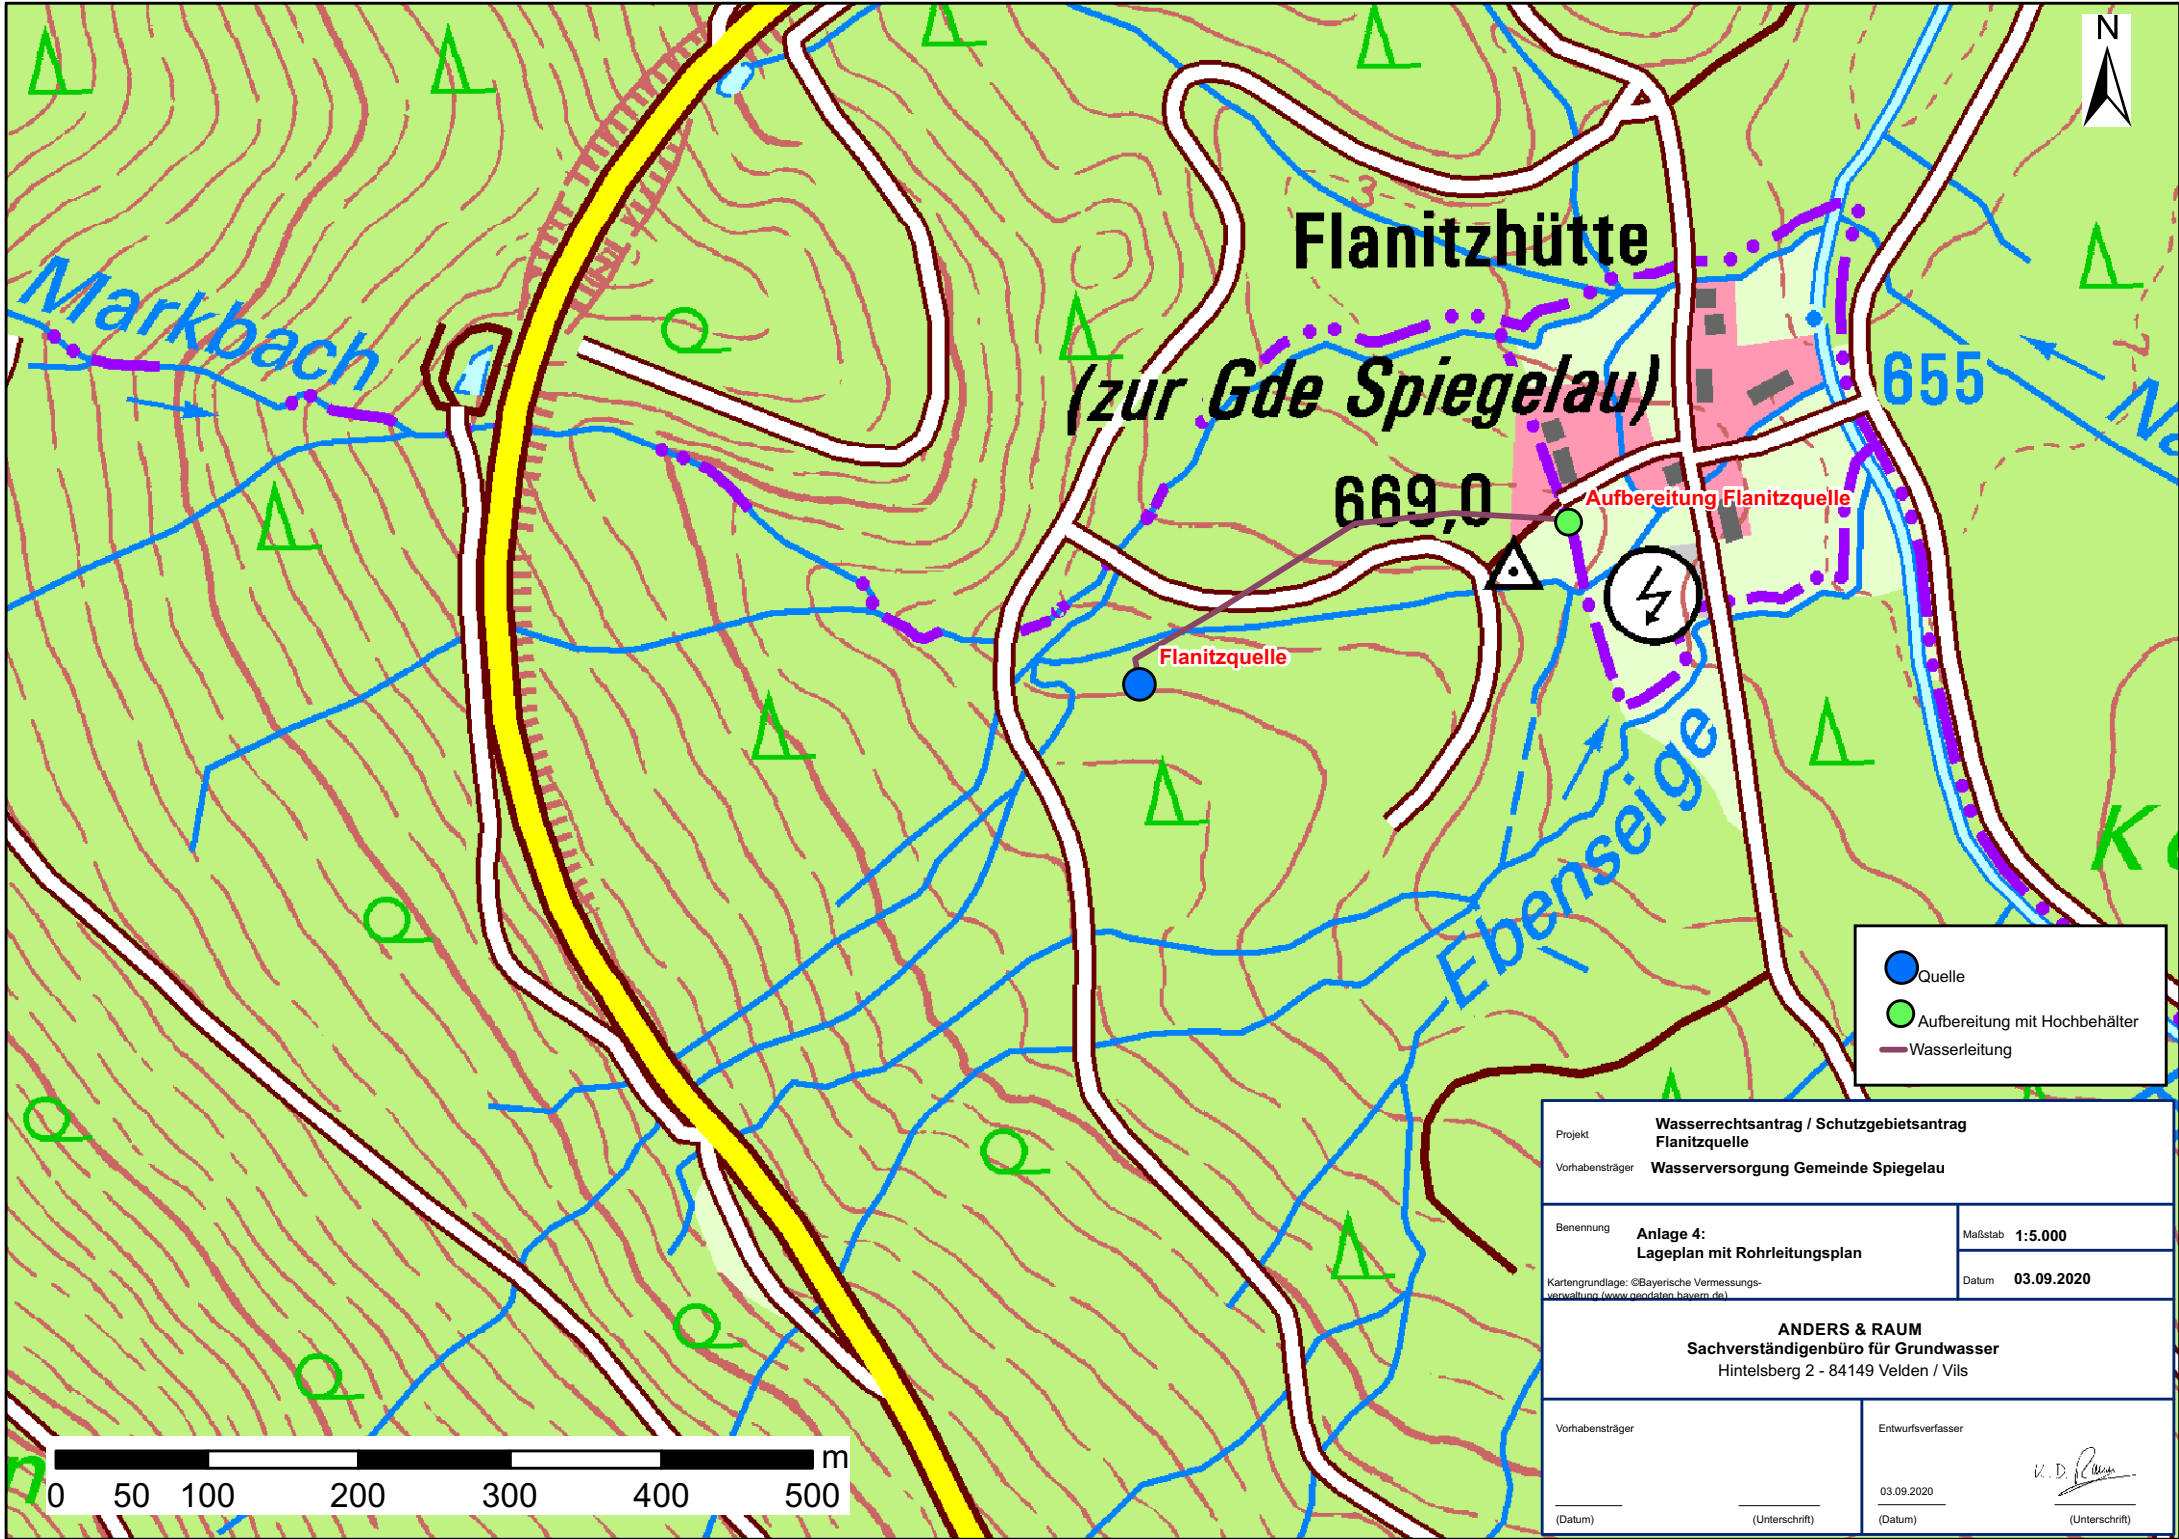 N
3
Flanitzhütte
Markbach
(zur Gde Spiegelau)
655
669,0
Aufbereitung Flanitzquelle
Flanitzquelle
Ebenseige
Quelle
Aufbereitung mit Hochbehälter
Wasserleitung
Projekt
Wasserrechtsantrag / Schutzgebietsantrag
Flanitzquelle
Vorhabensträger Wasserversorgung Gemeinde Spiegelau
Benennung
Anlage 4:
Lageplan mit Rohrleitungsplan
Maßstab 1:5.000
Datum 03.09.2020
Kartengrundlage: ©Bayerische Vermessungs-
verwaltung (www.geodaten.bayern.de)
ANDERS & RAUM
Sachverständigenbüro für Grundwasser
Hintelsberg 2 - 84149 Velden / Vils
Vorhabensträger
(Datum) (Unterschrift)
Entwurfsverfasser
03.09.2020
(Datum) (Unterschrift)
m
0 50 100 200 300 400 500